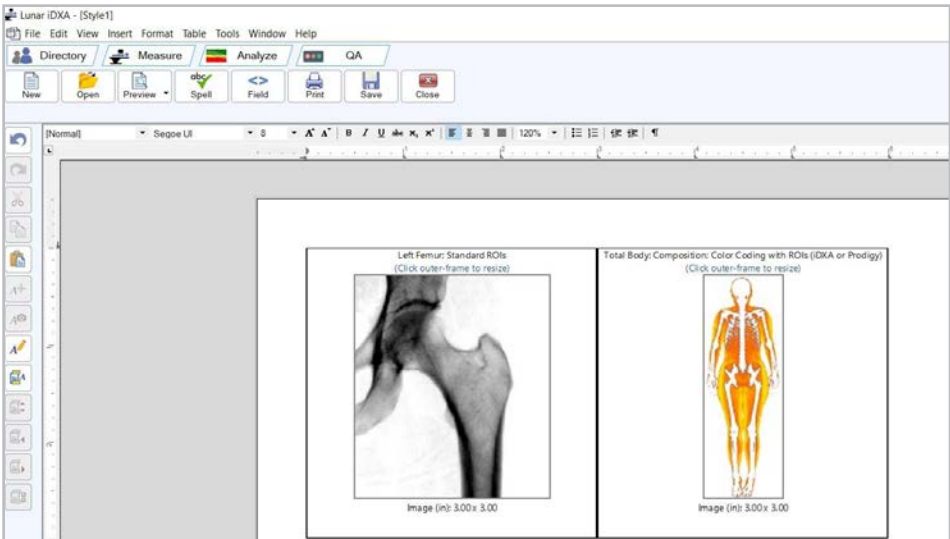 Lunar iDXA - [Style1]
File Edit View Insert Format Table Tools Window Help
Directory Measure Analyze QA
abc
New Open Preview Spell Field Print Save Close
[Normal] Segoe UI 8 A A B I U abc x, x² 120% ¶
Left Femur: Standard ROIs
(Click outer-frame to resize)
Image (in): 3.00 x 3.00
Total Body: Composition: Color Coding with ROIs (iDXA or Prodigy)
(Click outer-frame to resize)
Image (in): 3.00 x 3.00